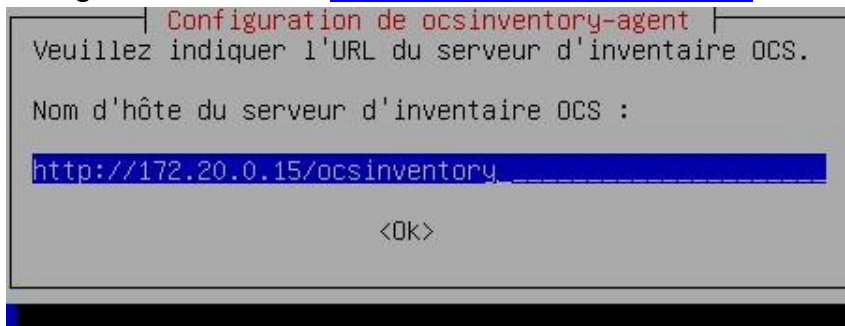 Configuration de ocsinventory-agent
Veuillez indiquer l'URL du serveur d'inventaire OCS.
Nom d'hôte du serveur d'inventaire OCS :
http://172.20.0.15/ocsinventory
<Ok>